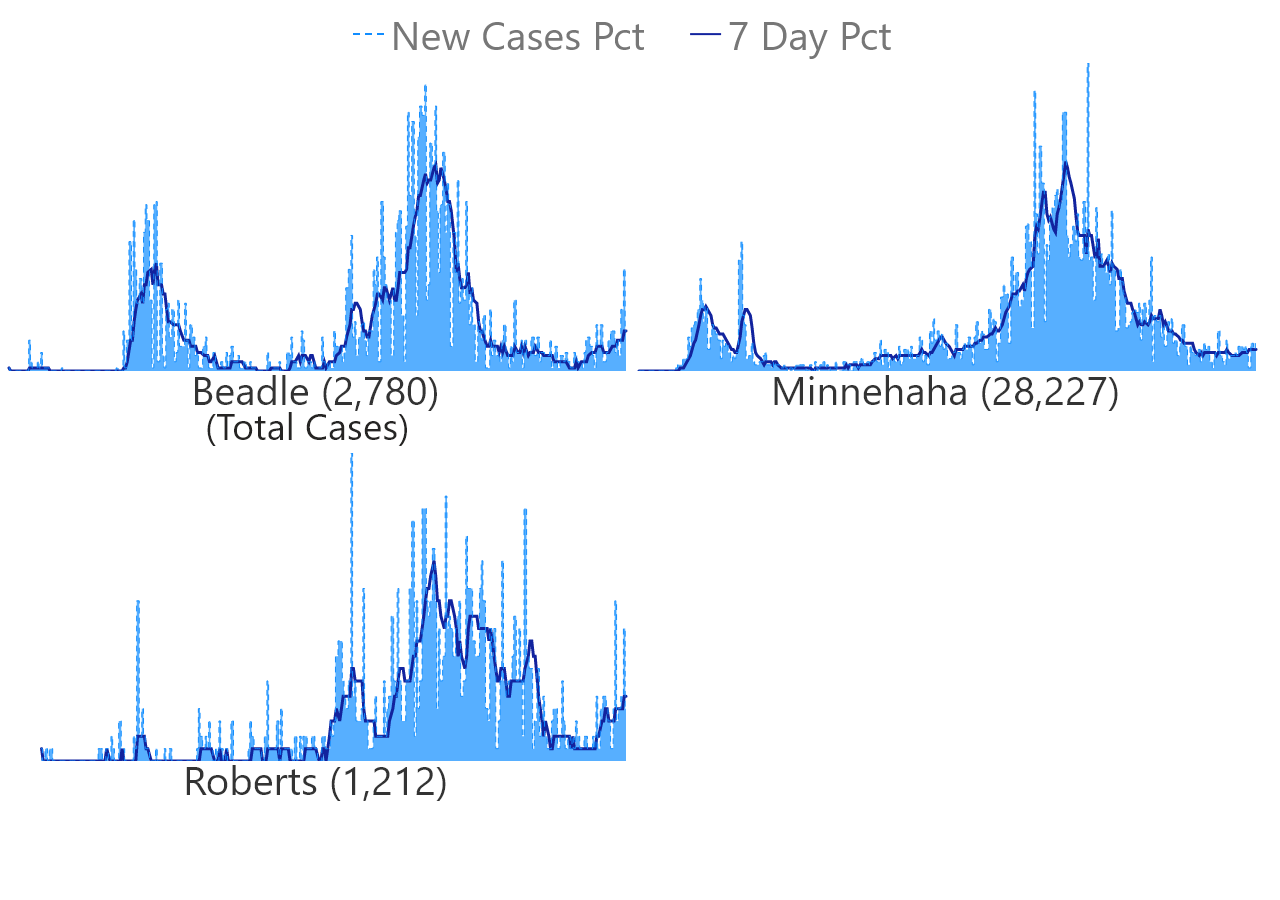 New Cases Pct 7 Day Pct
Beadle (2,780)
(Total Cases)
Minnehaha (28,227)
Roberts (1,212)